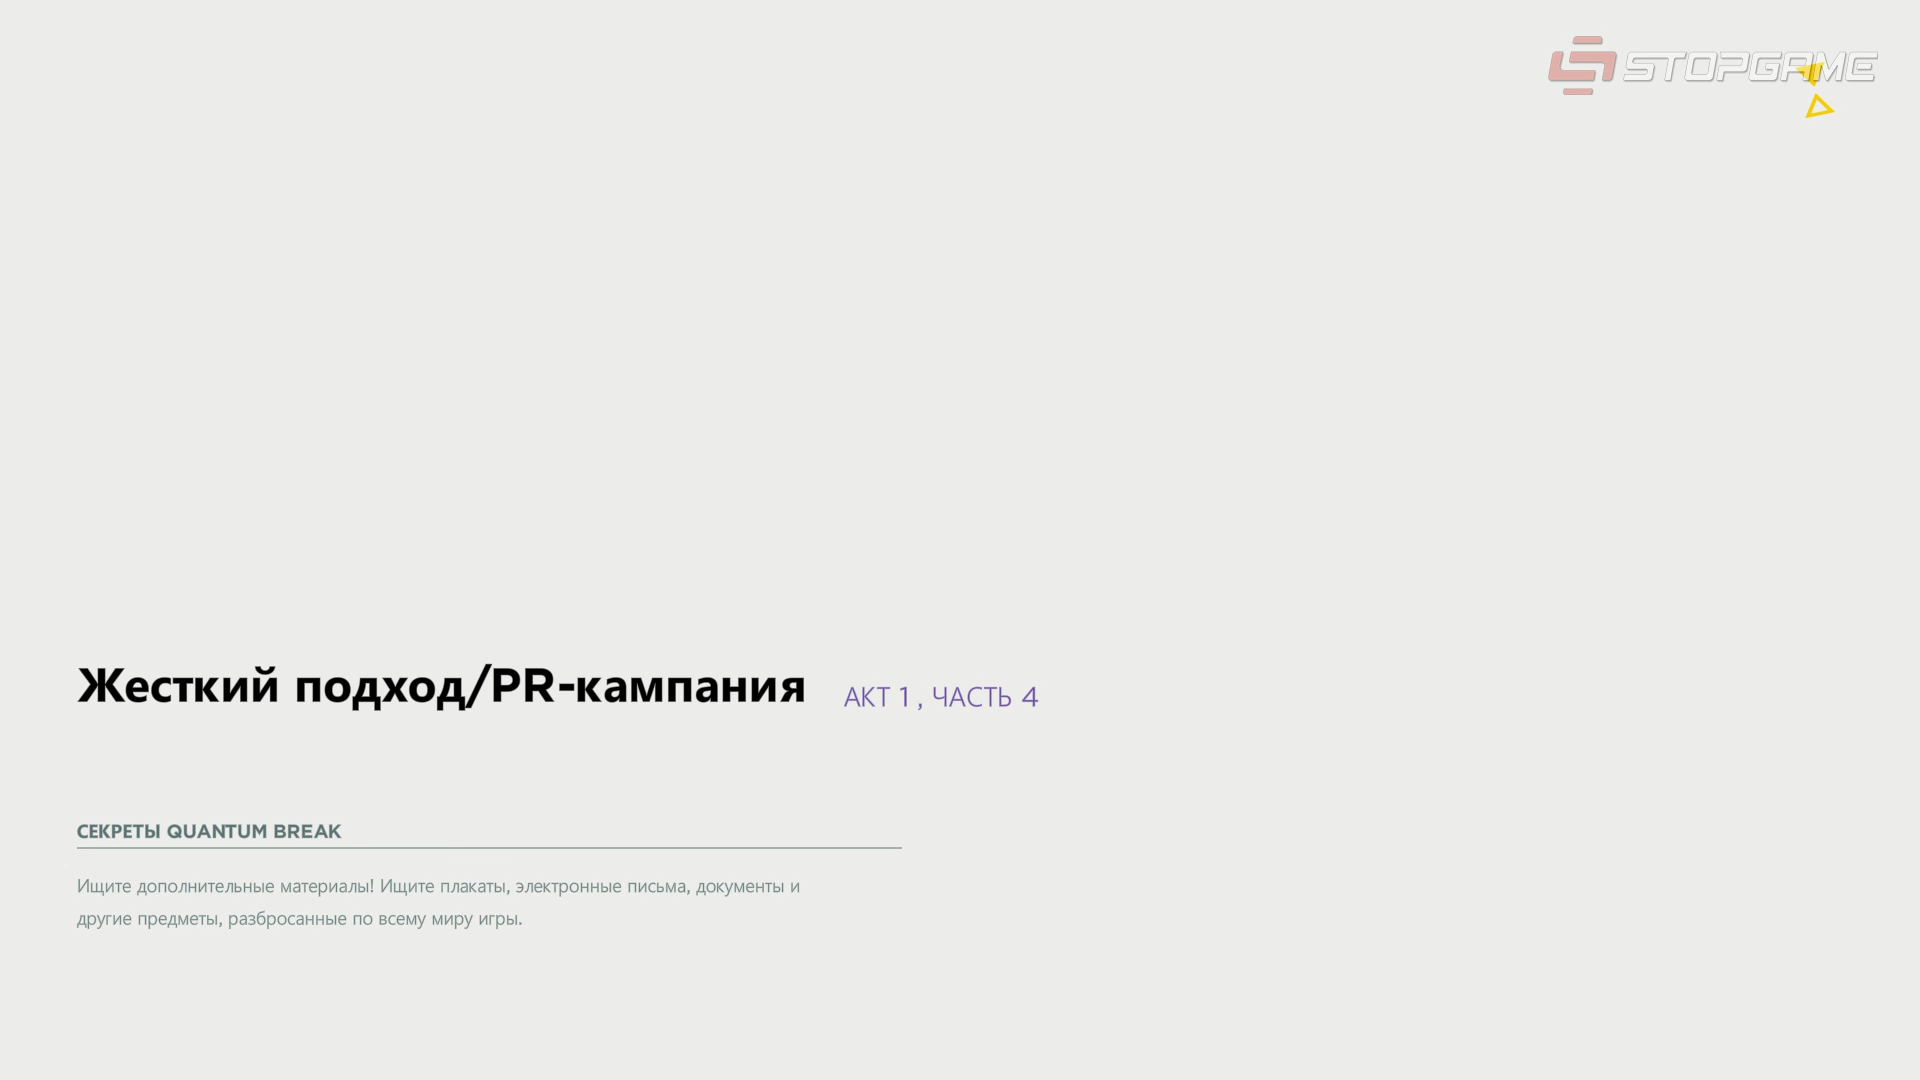 STOPGAME
Жесткий подход/PR-кампания АКТ 1 , ЧАСТЬ 4
СЕКРЕТЫ QUANTUM BREAK
Ищите дополнительные материалы! Ищите плакаты, электронные письма, документы и
другие предметы, разбросанные по всему миру игры.